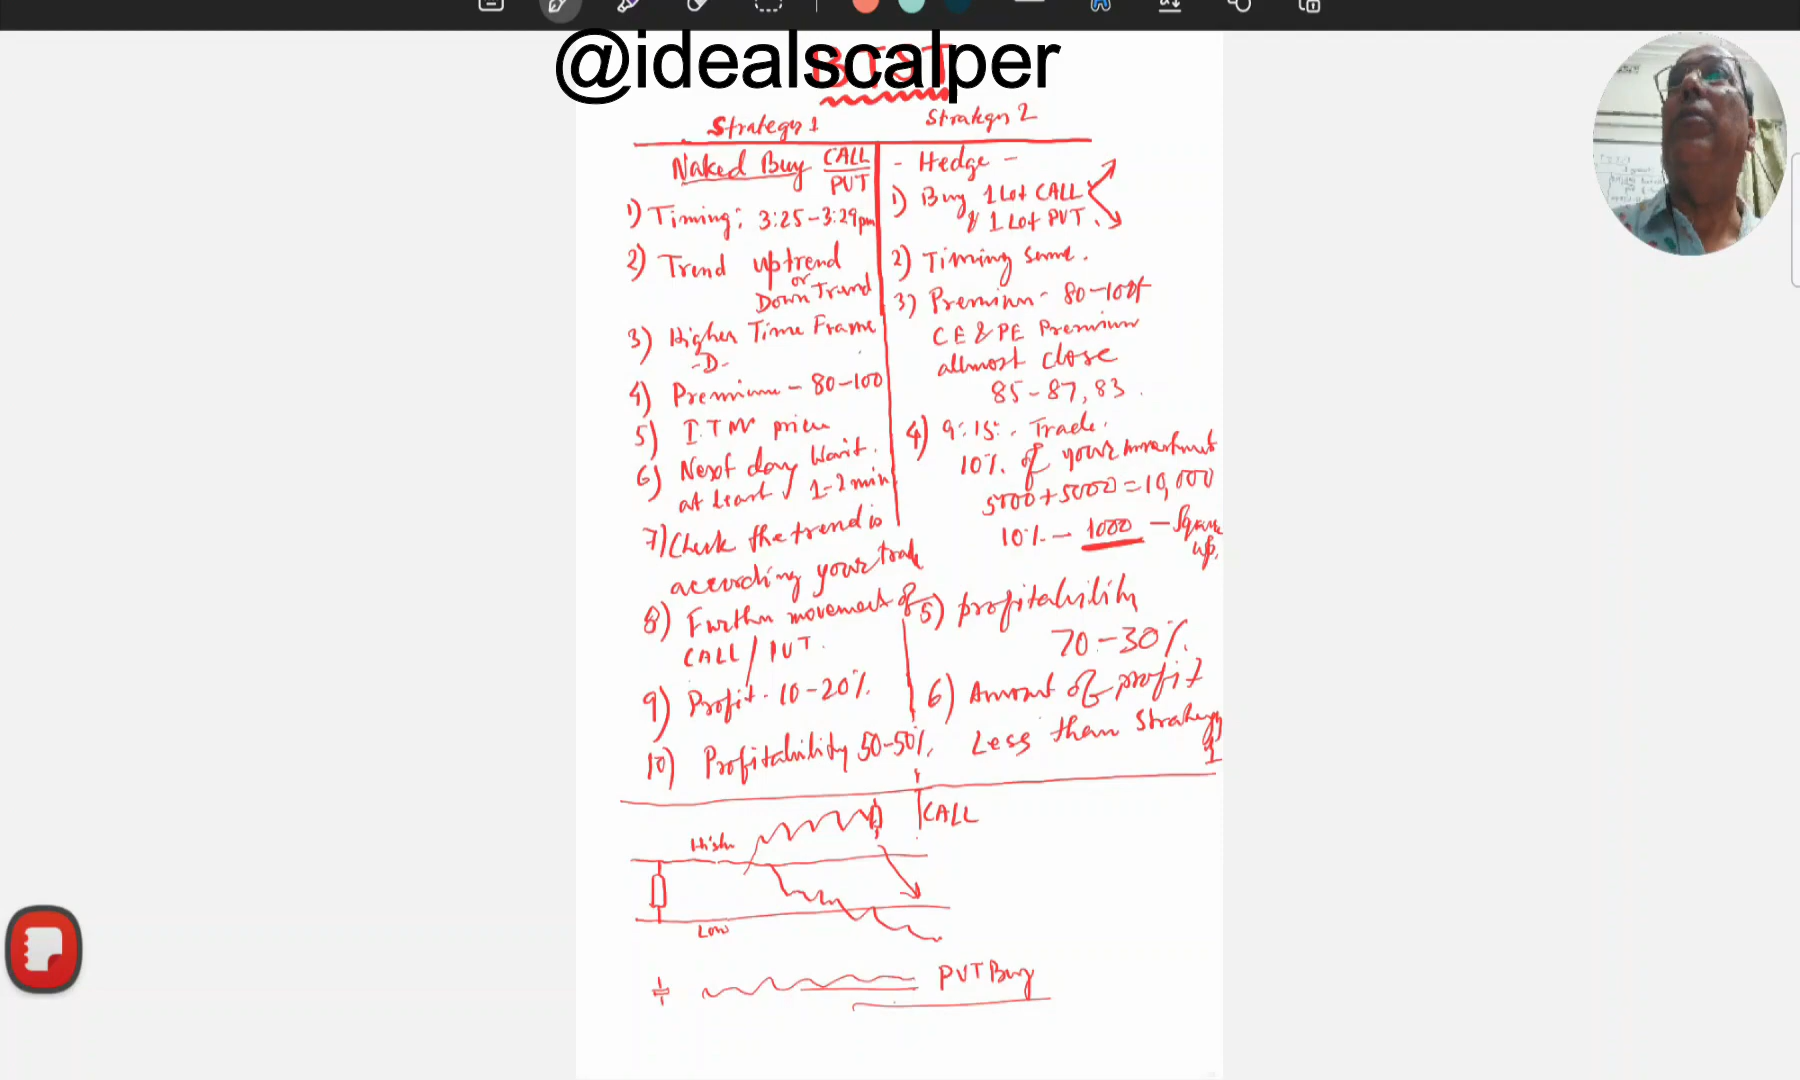 @idealscalper
BTST
Strategy 1
Strategy 2
Naked Buy CALL
PUT
1) Timing: 3:25-3:29pm
2) Trend uptrend
or
Down Trend
3) Higher Time Frame
-D-
4) Premium - 80-100
5) I.T.M price
6) Next day Wait.
at least 1-2 min
7) Check the trend is
according your trade
8) Further movement of
CALL / PUT.
9) Profit - 10-20%.
10) Profitability 50-50%.
- Hedge -
1) Buy 1 Lot CALL
& 1 Lot PUT.
2) Timing same.
3) Premium - 80-100
CE & PE Premium
allmost close
85-87, 83.
4) 9:15 . Trade.
10% of your investment
5000+5000 = 10,000
10% - 1000 - Square
up.
5) profitability
70-30%.
6) Amount of profit
Less than Strategy
1
CALL
High
Low
PUT Buy